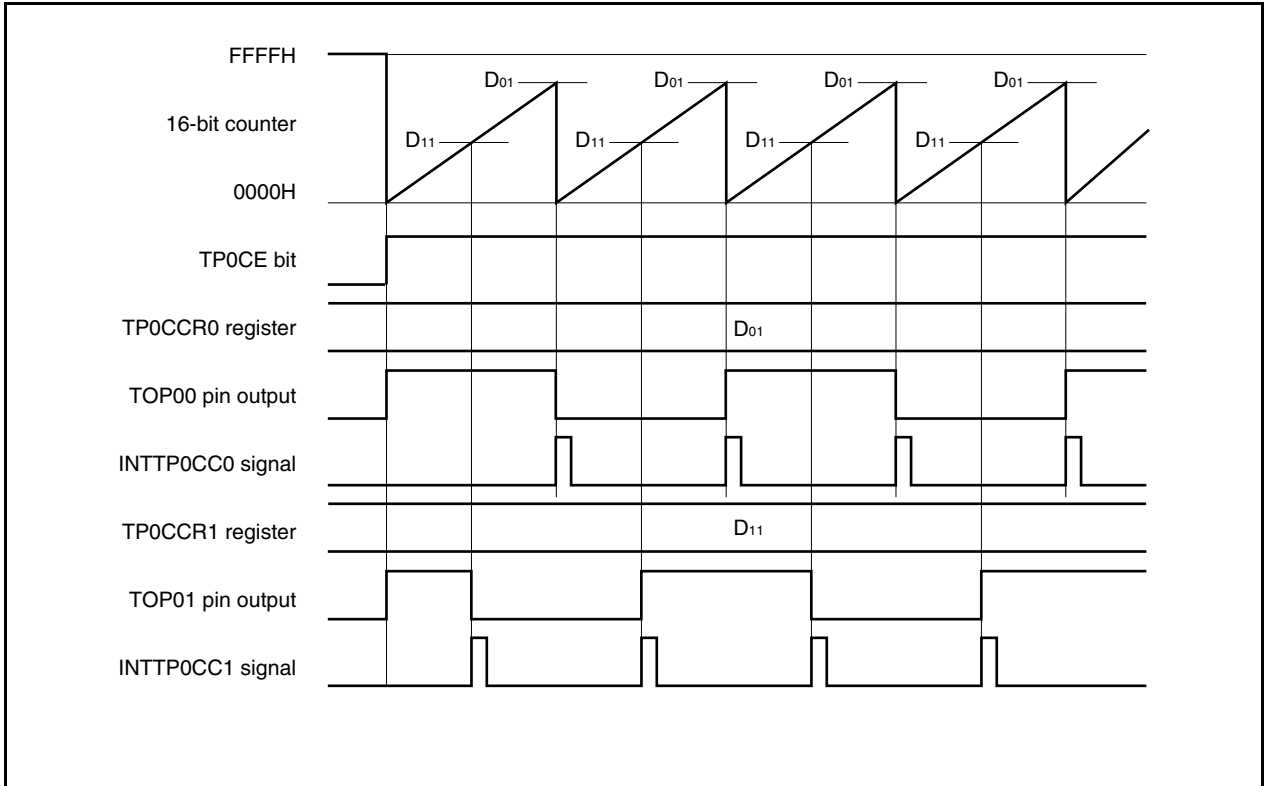 FFFFH
D01 D01 D01 D01
16-bit counter
D11 D11 D11 D11
0000H
TP0CE bit
TP0CCR0 register
D01
TOP00 pin output
INTTP0CC0 signal
TP0CCR1 register
D11
TOP01 pin output
INTTP0CC1 signal